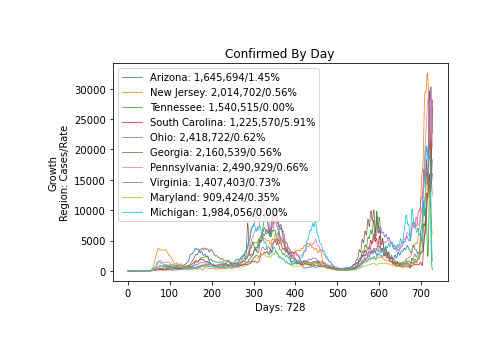 Confirmed By Day
Growth
Region: Cases/Rate
30000
25000
20000
15000
10000
5000
0
Arizona: 1,645,694/1.45%
New Jersey: 2,014,702/0.56%
Tennessee: 1,540,515/0.00%
South Carolina: 1,225,570/5.91%
Ohio: 2,418,722/0.62%
Georgia: 2,160,539/0.56%
Pennsylvania: 2,490,929/0.66%
Virginia: 1,407,403/0.73%
Maryland: 909,424/0.35%
Michigan: 1,984,056/0.00%
0 100 200 300 400 500 600 700
Days: 728